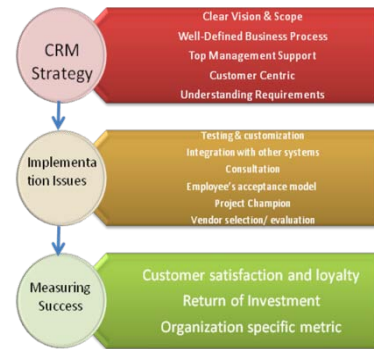 CRM
Strategy
Clear Vision & Scope
Well-Defined Business Process
Top Management Support
Customer Centric
Understanding Requirements
Implementa
tion Issues
Testing & customization
Integration with other systems
Consultation
Employee's acceptance model
Project Champion
Vendor selection/ evaluation
Measuring
Success
Customer satisfaction and loyalty
Return of Investment
Organization specific metric